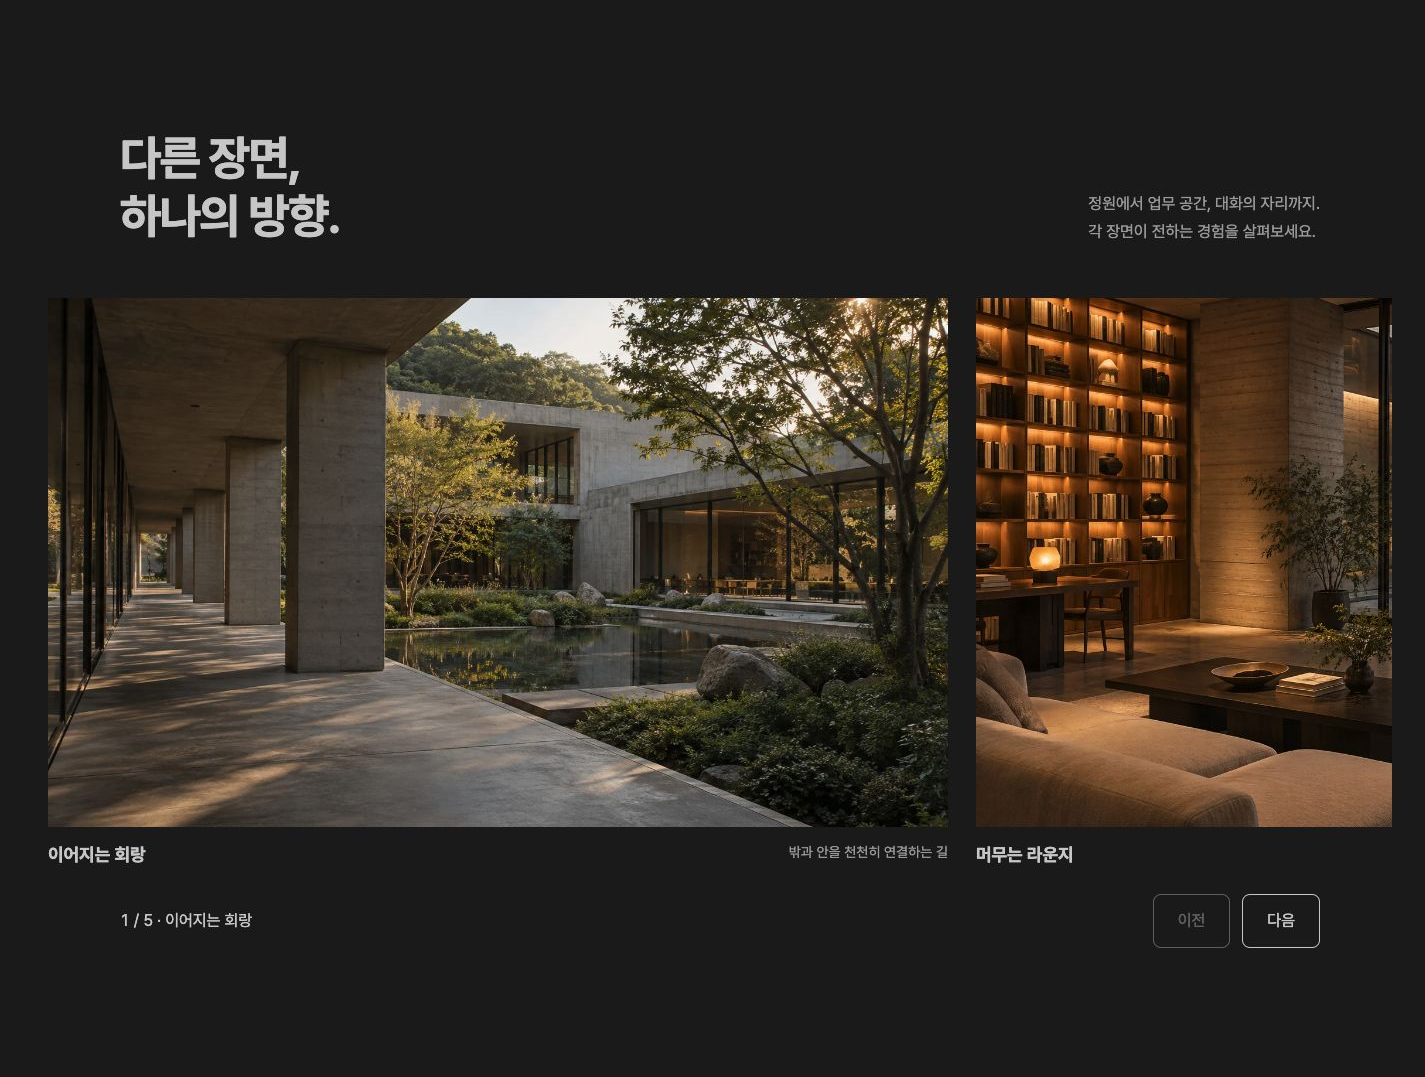 다른 장면,
하나의 방향.
정원에서 업무 공간, 대화의 자리까지.
각 장면이 전하는 경험을 살펴보세요.
이어지는 회랑
밖과 안을 천천히 연결하는 길
머무는 라운지
1 / 5 · 이어지는 회랑
이전
다음